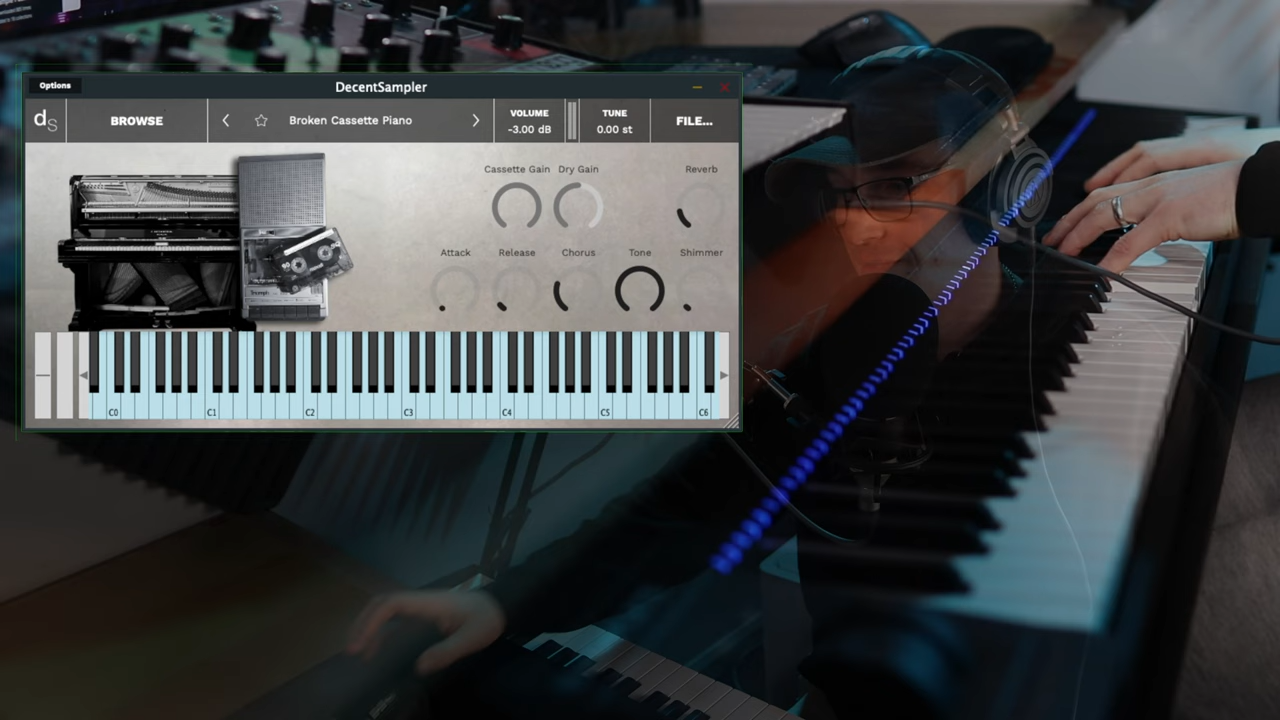 Options
DecentSampler
ds
BROWSE
Broken Cassette Piano
VOLUME
-3.00 dB
TUNE
0.00 st
FILE...
Cassette Gain
Dry Gain
Reverb
Attack
Release
Chorus
Tone
Shimmer
C0
C1
C2
C3
C4
C5
C6